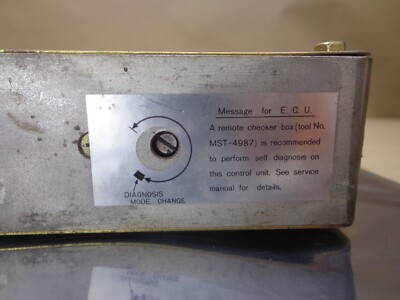 Message for E. C. U.
A remote checker box (tool No.
MST-4987) is recommended
to perform self diagnosis on
this control unit. See service
manual for details.
DIAGNOSIS
MODE CHANGE